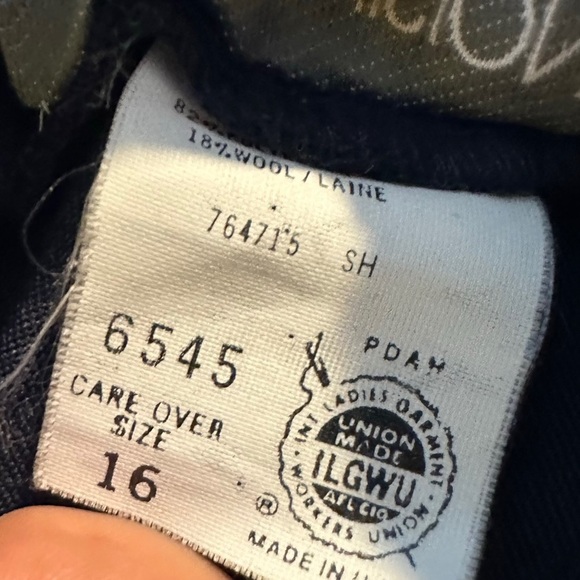 18% WOOL / LAINE
764715 SH
6545
PDAM
CARE OVER
SIZE
16
INT LADIES GARMENT
WORKERS UNION
UNION
MADE
ILGWU
AFL CIO
®
MADE IN